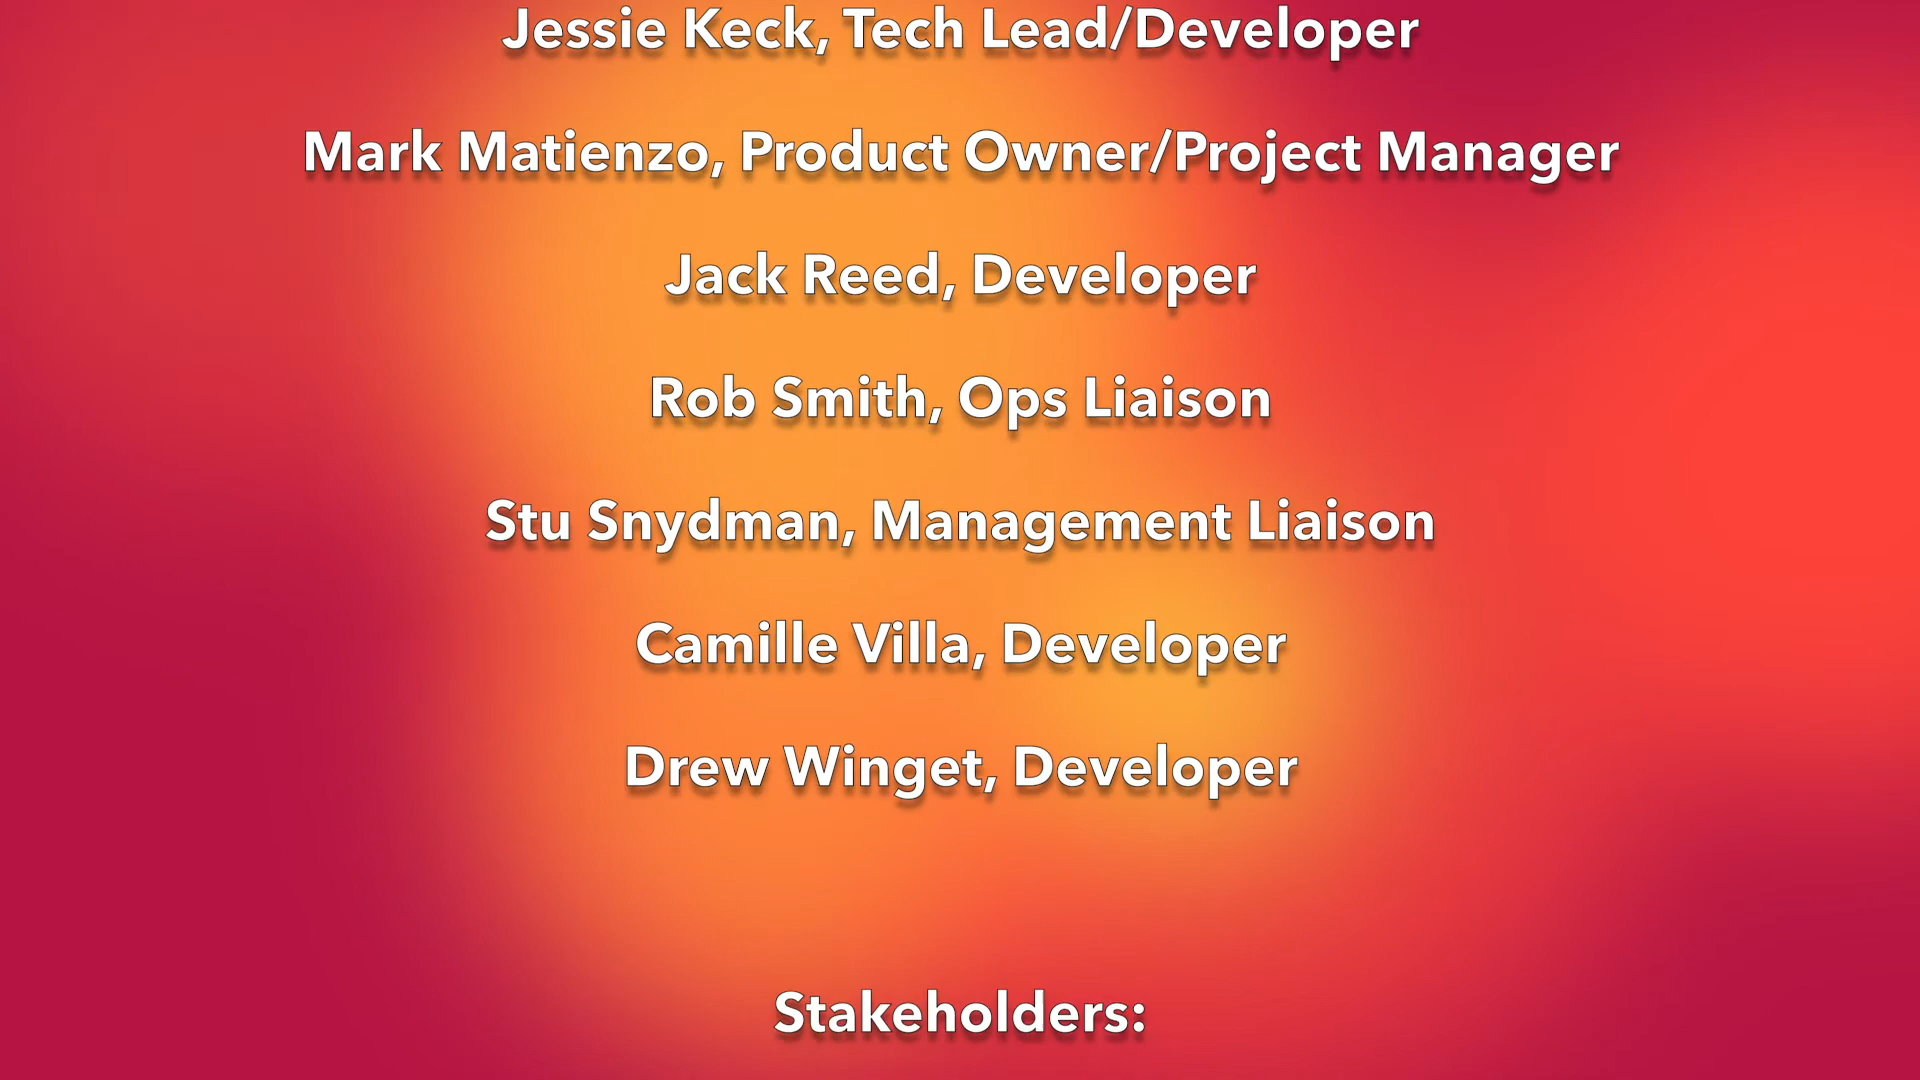 Jessie Keck, Tech Lead/Developer
Mark Matienzo, Product Owner/Project Manager
Jack Reed, Developer
Rob Smith, Ops Liaison
Stu Snydman, Management Liaison
Camille Villa, Developer
Drew Winget, Developer
Stakeholders: